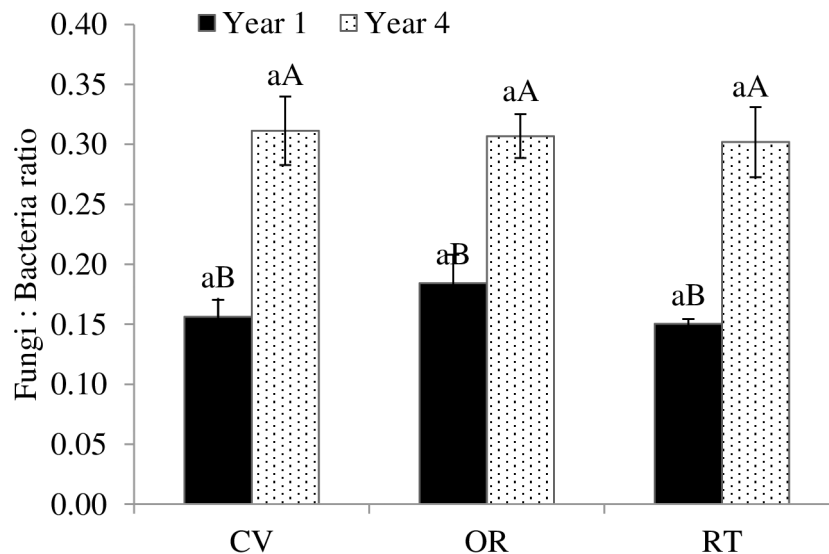 0.40
Year 1
Year 4
0.35
0.30
0.25
0.20
0.15
0.10
0.05
0.00
Fungi : Bacteria ratio
aB
aA
aB
aA
aB
aA
CV
OR
RT